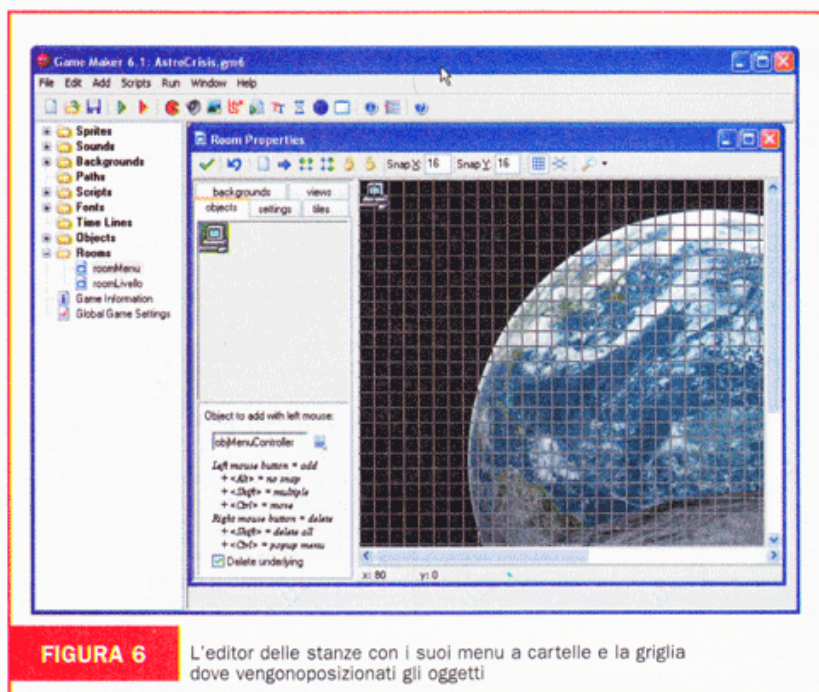 Game Maker 6.1: AstroCrisis.gm6
File Edit Add Scripts Run Window Help
Sprites
Sounds
Backgrounds
Paths
Scripts
Fonts
Time Lines
Objects
Rooms
roomMenu
roomLivello
Game Information
Global Game Settings
Room Properties
Snap X: 16 Snap Y: 16
backgrounds views
objects settings tiles
Object to add with left mouse:
objMenuController
Left mouse button = add
+ <Alt> = no snap
+ <Shift> = multiple
+ <Ctrl> = move
Right mouse button = delete
+ <Shift> = delete all
+ <Ctrl> = popup menu
Delete underlying
x: 80 y: 0
FIGURA 6
L'editor delle stanze con i suoi menu a cartelle e la griglia
dove vengonoposizionati gli oggetti